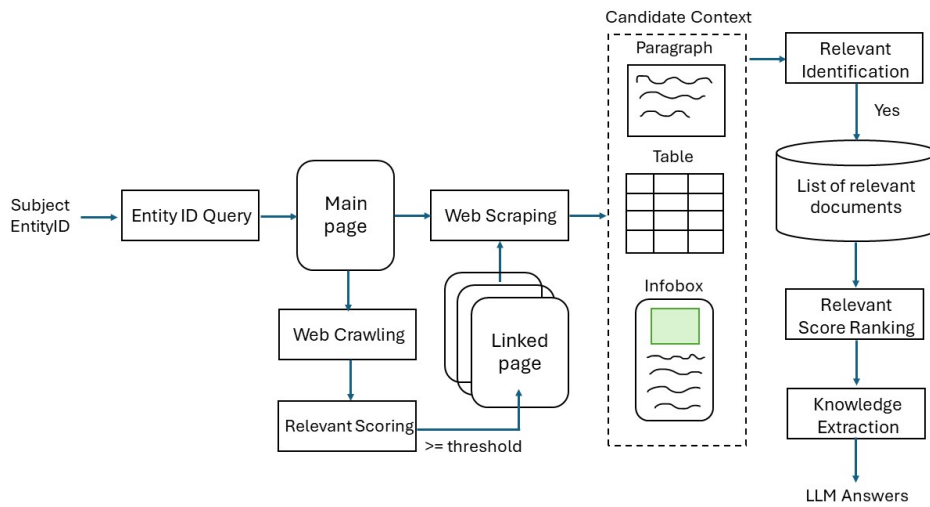 Candidate Context
Paragraph
Table
Infobox
Subject
EntityID
Entity ID Query
Main
page
Web Scraping
Web Crawling
Relevant Scoring
>= threshold
Linked
page
Relevant
Identification
Yes
List of relevant
documents
Relevant
Score Ranking
Knowledge
Extraction
LLM Answers